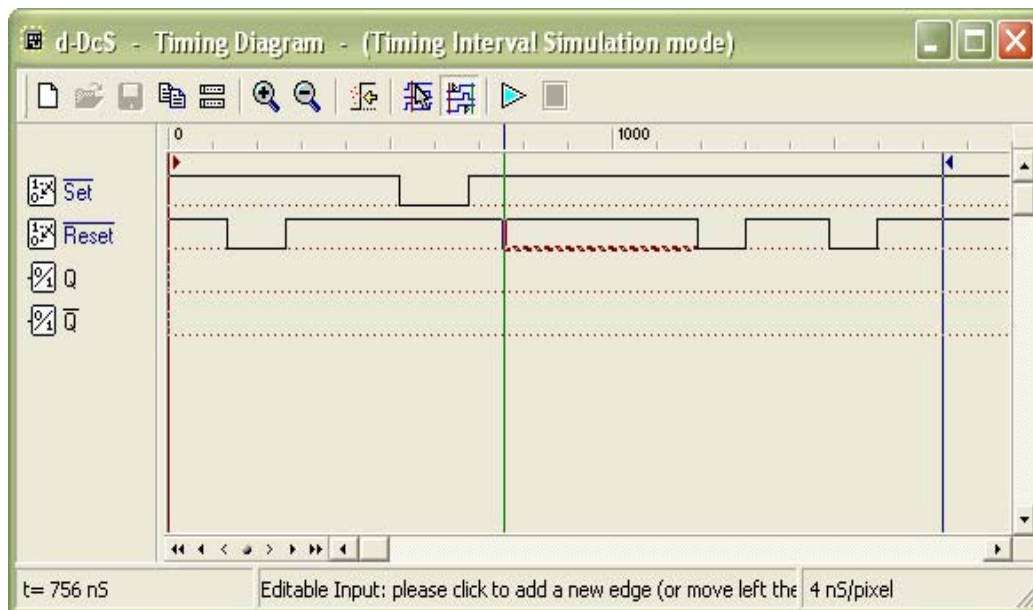 d-DcS - Timing Diagram - (Timing Interval Simulation mode)
0 1000
Set
Reset
Q
Q
t= 756 nS Editable Input: please click to add a new edge (or move left the 4 nS/pixel